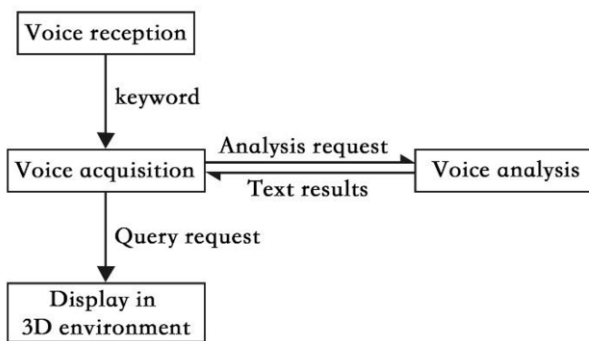 Voice reception
keyword
Voice acquisition
Analysis request
Text results
Voice analysis
Query request
Display in
3D environment